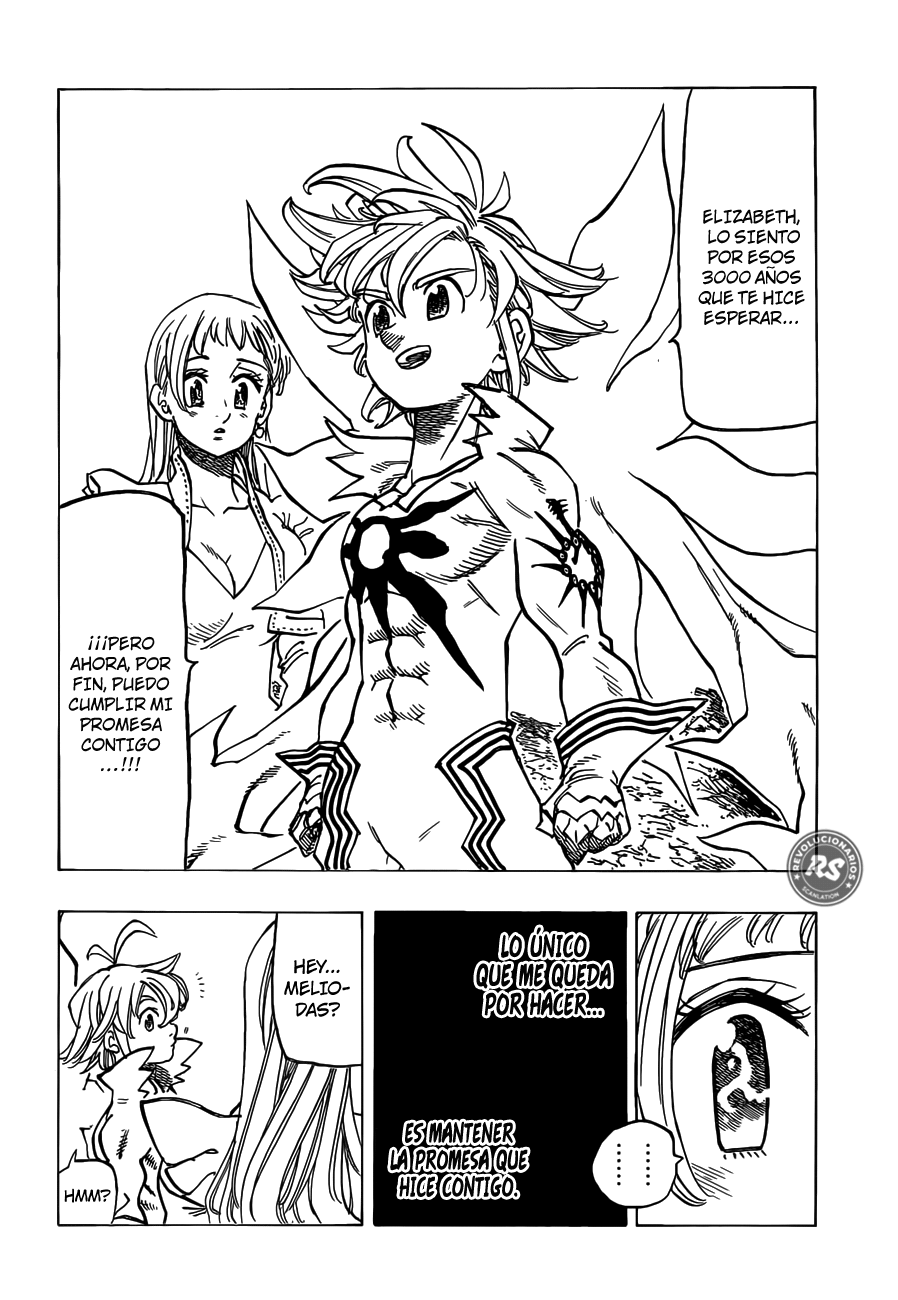 ELIZABETH,
LO SIENTO
POR ESOS
3000 AÑOS
QUE TE HICE
ESPERAR...
¡¡¡PERO
AHORA, POR
FIN, PUEDO
CUMPLIR MI
PROMESA
CONTIGO
...!!!
REVOLUCIONARIOS
RS
SCANLATION
......
......
LO ÚNICO
QUE ME QUEDA
POR HACER...
ES MANTENER
LA PROMESA QUE
HICE CONTIGO.
HEY...
MELIO-
DAS?
HMM?